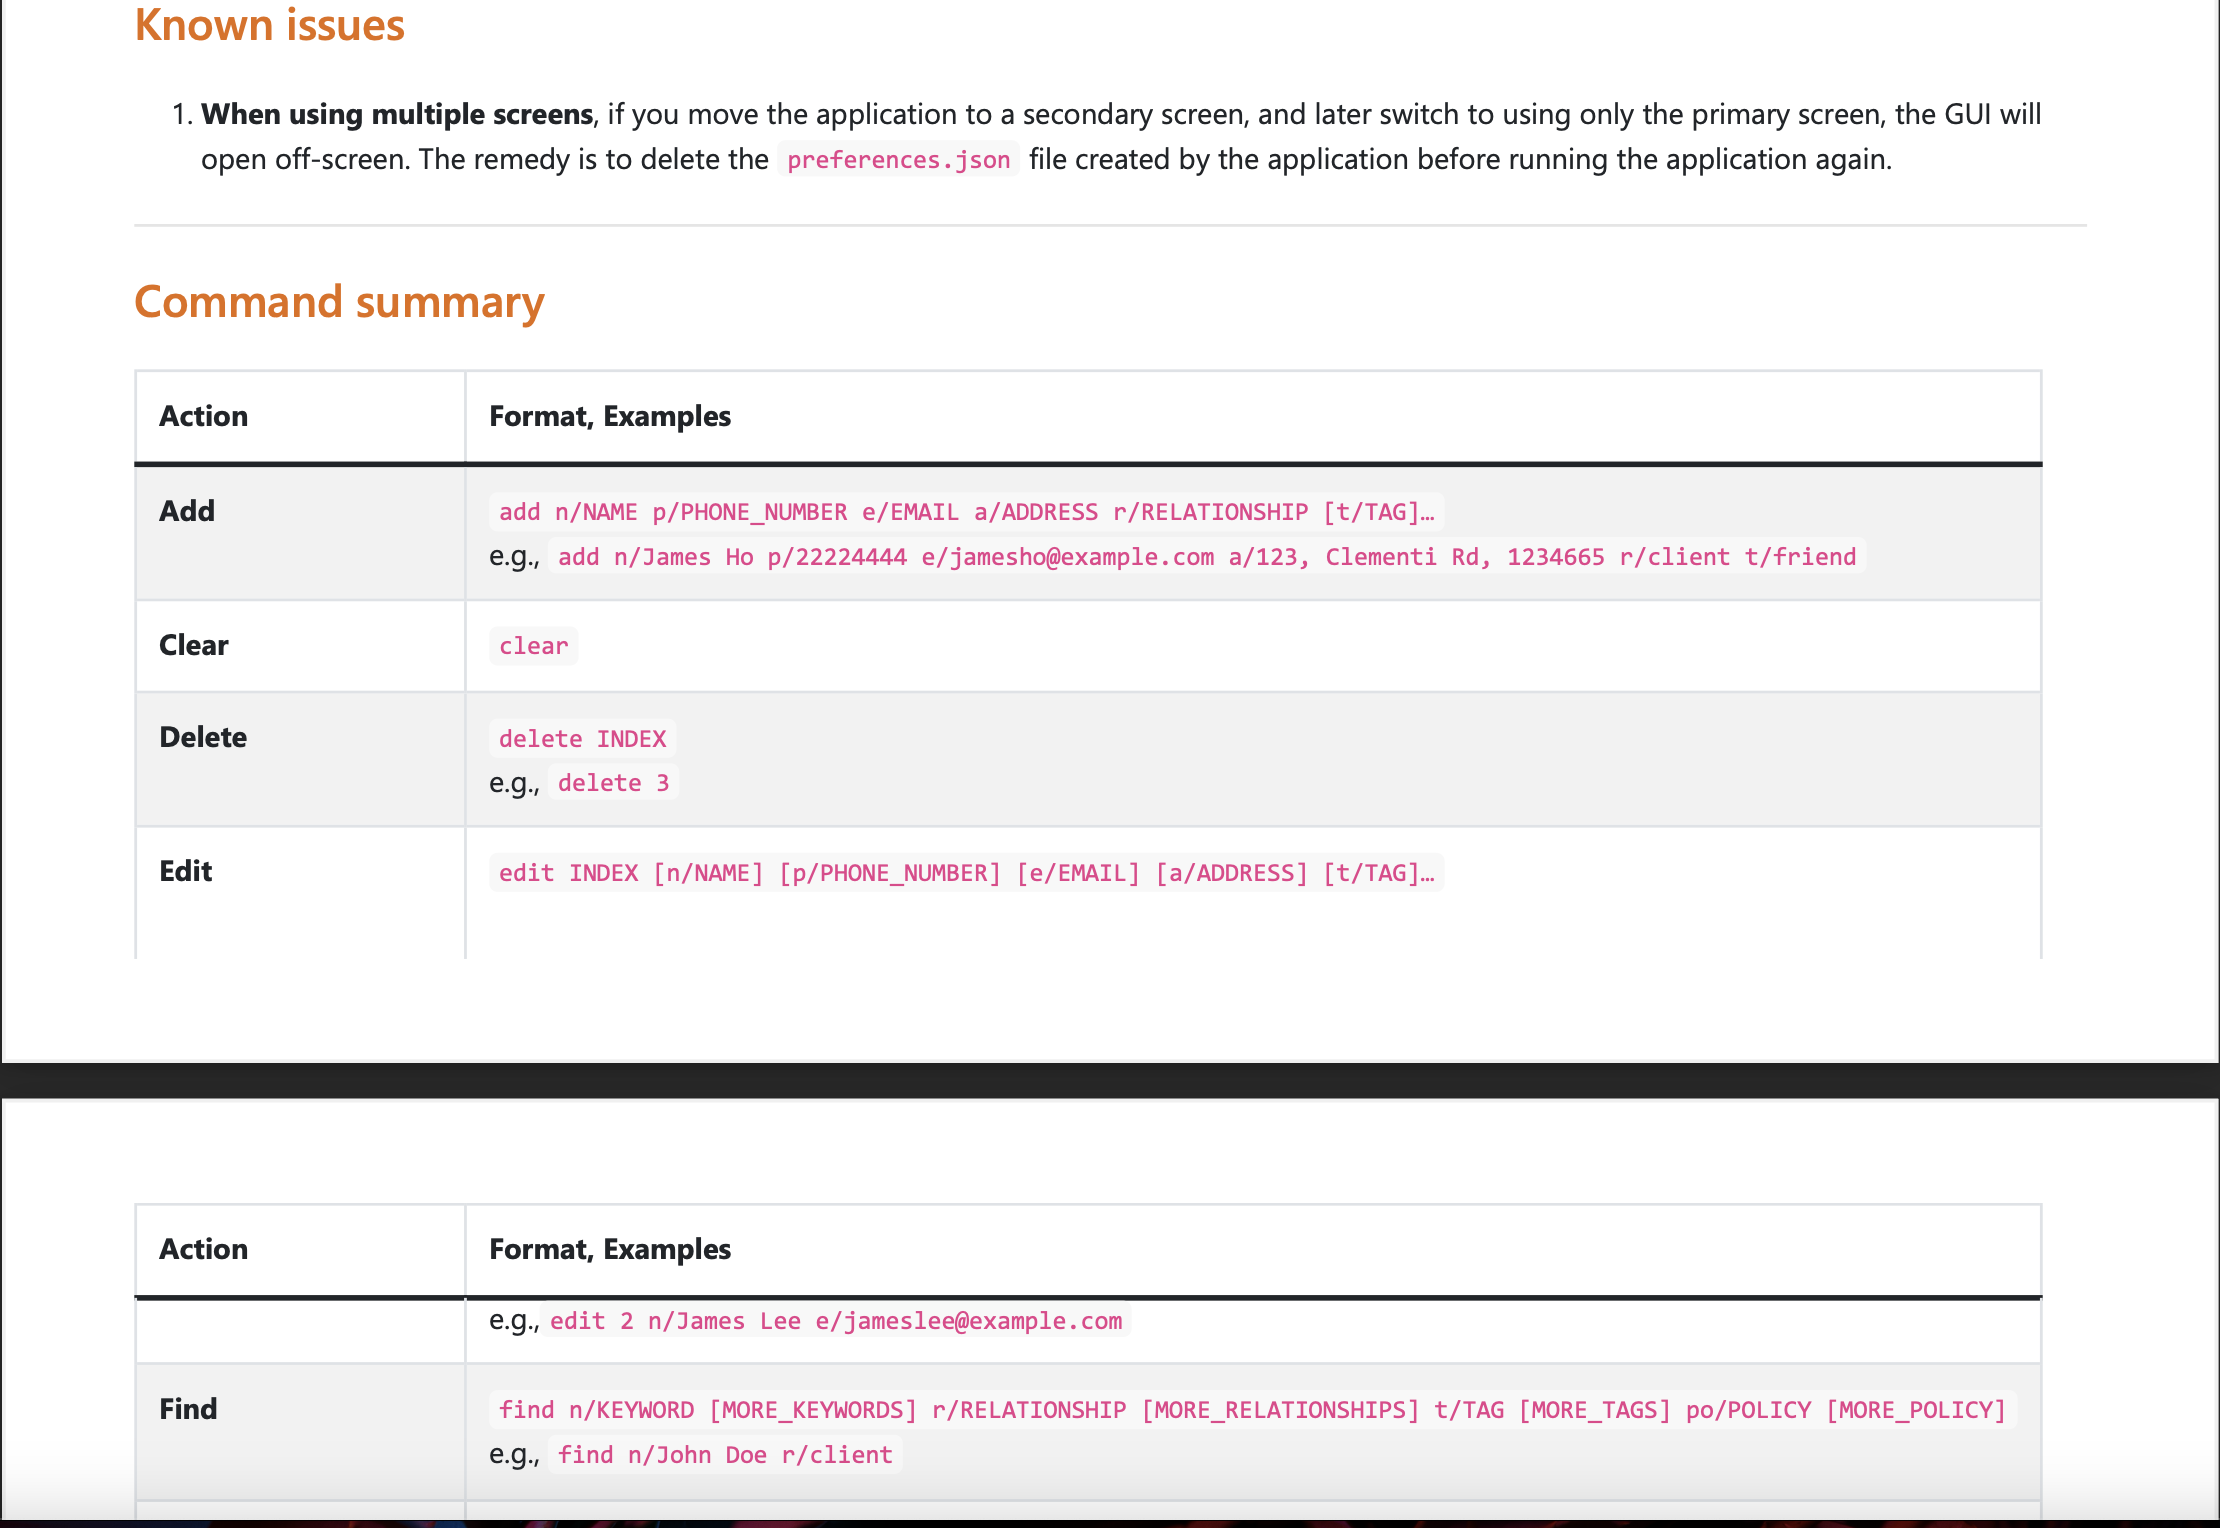 Known issues
1. When using multiple screens, if you move the application to a secondary screen, and later switch to using only the primary screen, the GUI will
open off-screen. The remedy is to delete the preferences.json file created by the application before running the application again.
Command summary
Action Format, Examples
Add add n/NAME p/PHONE_NUMBER e/EMAIL a/ADDRESS r/RELATIONSHIP [t/TAG]…
e.g., add n/James Ho p/22224444 e/jamesho@example.com a/123, Clementi Rd, 1234665 r/client t/friend
Clear clear
Delete delete INDEX
e.g., delete 3
Edit edit INDEX [n/NAME] [p/PHONE_NUMBER] [e/EMAIL] [a/ADDRESS] [t/TAG]…
Action Format, Examples
e.g., edit 2 n/James Lee e/jameslee@example.com
Find find n/KEYWORD [MORE_KEYWORDS] r/RELATIONSHIP [MORE_RELATIONSHIPS] t/TAG [MORE_TAGS] po/POLICY [MORE_POLICY]
e.g., find n/John Doe r/client